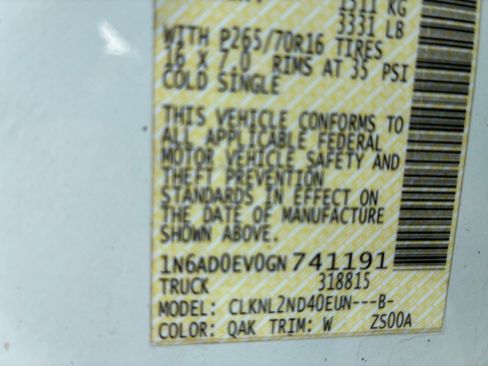 1511 KG
3331 LB
WITH P265/70R16 TIRES
16 X 7.0 RIMS AT 35 PSI
COLD SINGLE
THIS VEHICLE CONFORMS TO
ALL APPLICABLE FEDERAL
MOTOR VEHICLE SAFETY AND
THEFT PREVENTION
STANDARDS IN EFFECT ON
THE DATE OF MANUFACTURE
SHOWN ABOVE.
1N6AD0EV0GN741191
TRUCK 318815
MODEL: CLKNL2ND40EUN---B-
COLOR: QAK TRIM: W ZS00A